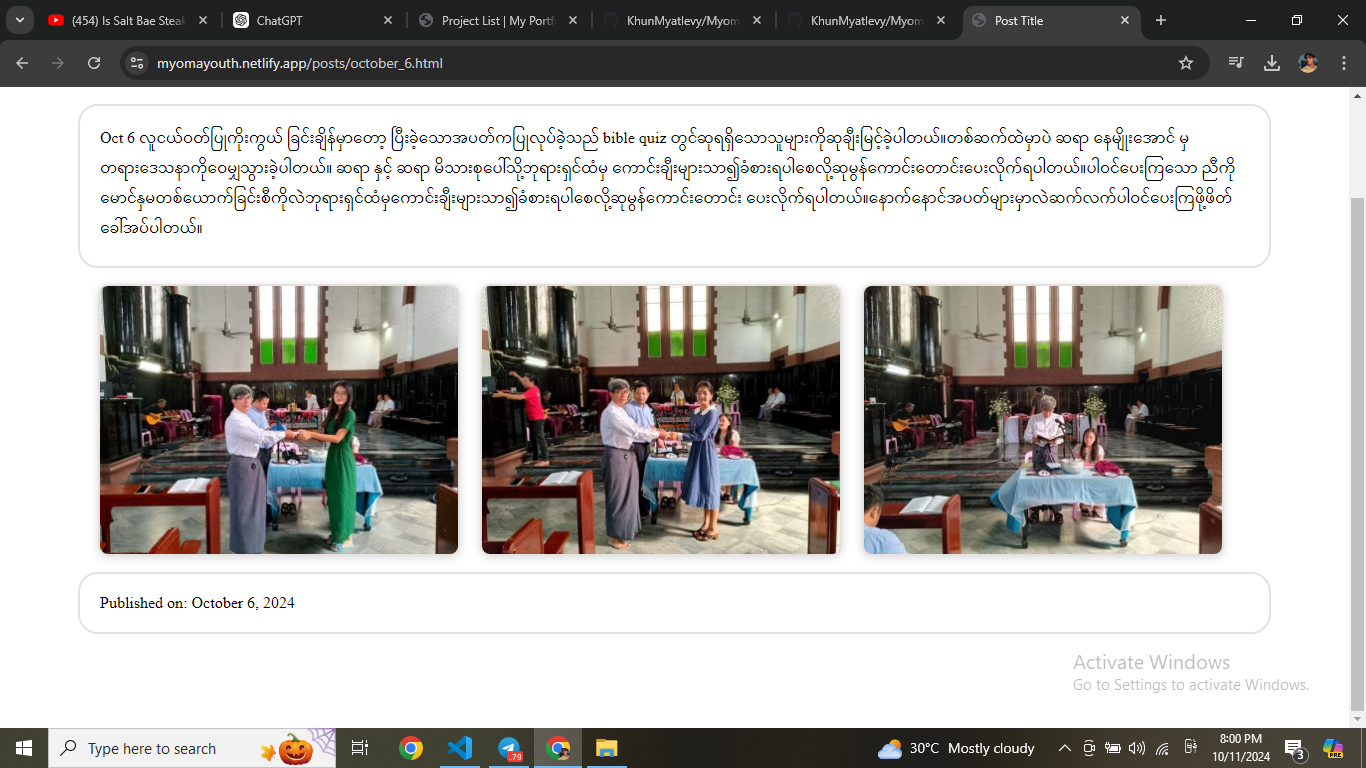 (454) Is Salt Bae Steak
ChatGPT
Project List | My Portf
KhunMyatlevy/Myom
KhunMyatlevy/Myom
Post Title
myomayouth.netlify.app/posts/october_6.html
Oct 6 လူငယ်ဝတ်ပြုကိုးကွယ် ခြင်းချိန်မှာတော့ ပြီးခဲ့သောအပတ်ကပြုလုပ်ခဲ့သည် bible quiz တွင်ဆုရရှိသောသူများကိုဆုချီးမြင့်ခဲ့ပါတယ်။တစ်ဆက်ထဲမှာပဲ ဆရာ နေမျိုးအောင် မှ
တရားဒေသနာကိုဝေမျှသွားခဲ့ပါတယ်။ ဆရာ နှင့် ဆရာ မိသားစုပေါ်သို့ဘုရားရှင်ထံမှ ကောင်းချီးများသာ၍ခံစားရပါစေလို့ဆုမွန်ကောင်းတောင်းပေးလိုက်ရပါတယ်။ပါဝင်ပေးကြသော ညီကို
မောင်နှမတစ်ယောက်ခြင်းစီကိုလဲဘုရားရှင်ထံမှကောင်းချီးများသာ၍ခံစားရပါစေလို့ဆုမွန်ကောင်းတောင်း ပေးလိုက်ရပါတယ်။နောက်နောင်အပတ်များမှာလဲဆက်လက်ပါဝင်ပေးကြဖို့ဖိတ်
ခေါ်အပ်ပါတယ်။
Published on: October 6, 2024
Activate Windows
Go to Settings to activate Windows.
Type here to search
79
30°C Mostly cloudy
8:00 PM
10/11/2024
3
PRE